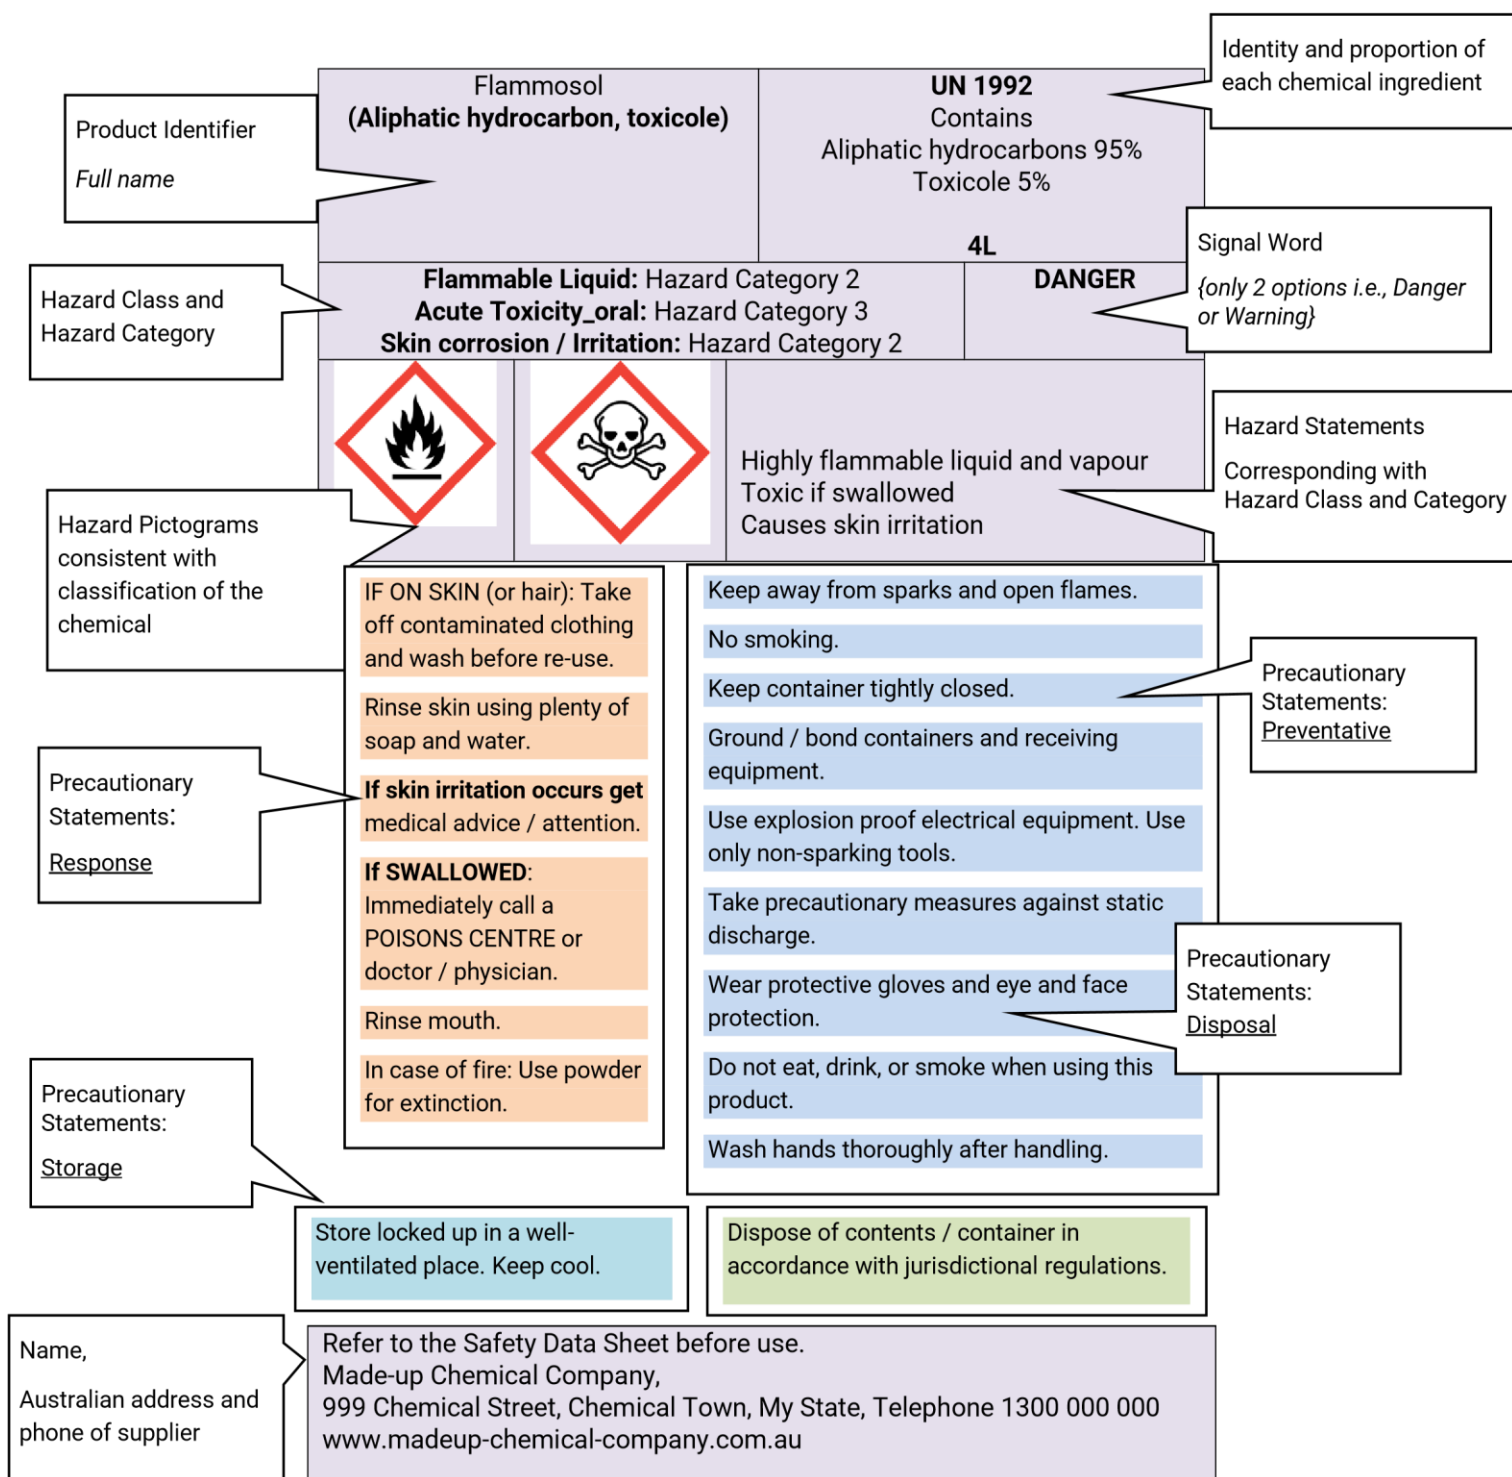 Identity and proportion of
each chemical ingredient
Product Identifier
Full name
Flammosol
(Aliphatic hydrocarbon, toxicole)
UN 1992
Contains
Aliphatic hydrocarbons 95%
Toxicole 5%
4L
Signal Word
{only 2 options i.e., Danger
or Warning}
Hazard Class and
Hazard Category
Flammable Liquid: Hazard Category 2
Acute Toxicity_oral: Hazard Category 3
Skin corrosion / Irritation: Hazard Category 2
DANGER
Hazard Statements
Corresponding with
Hazard Class and Category
Highly flammable liquid and vapour
Toxic if swallowed
Causes skin irritation
Hazard Pictograms
consistent with
classification of the
chemical
IF ON SKIN (or hair): Take
off contaminated clothing
and wash before re-use.
Rinse skin using plenty of
soap and water.
If skin irritation occurs get
medical advice / attention.
If SWALLOWED:
Immediately call a
POISONS CENTRE or
doctor / physician.
Rinse mouth.
In case of fire: Use powder
for extinction.
Precautionary
Statements:
Response
Keep away from sparks and open flames.
No smoking.
Keep container tightly closed.
Ground / bond containers and receiving
equipment.
Use explosion proof electrical equipment. Use
only non-sparking tools.
Take precautionary measures against static
discharge.
Wear protective gloves and eye and face
protection.
Do not eat, drink, or smoke when using this
product.
Wash hands thoroughly after handling.
Precautionary
Statements:
Preventative
Precautionary
Statements:
Disposal
Precautionary
Statements:
Storage
Store locked up in a well-
ventilated place. Keep cool.
Dispose of contents / container in
accordance with jurisdictional regulations.
Name,
Australian address and
phone of supplier
Refer to the Safety Data Sheet before use.
Made-up Chemical Company,
999 Chemical Street, Chemical Town, My State, Telephone 1300 000 000
www.madeup-chemical-company.com.au